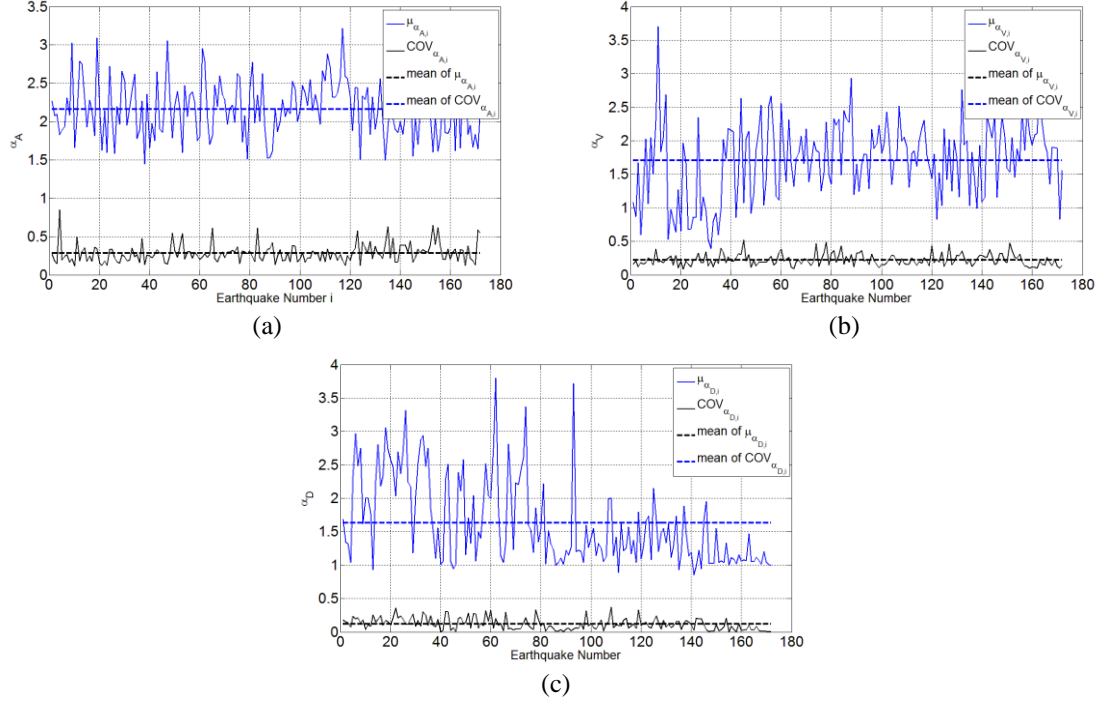 3.5
3
2.5
2
1.5
1
0.5
0
α_A
0 20 40 60 80 100 120 140 160 180
Earthquake Number i
μ_α_A,i
COV_α_A,i
mean of μ_α_A,i
mean of COV_α_A,i
(a)
4
3.5
3
2.5
2
1.5
1
0.5
0
α_V
0 20 40 60 80 100 120 140 160 180
Earthquake Number
μ_α_V,i
COV_α_V,i
mean of μ_α_V,i
mean of COV_α_V,i
(b)
4
3.5
3
2.5
2
1.5
1
0.5
0
α_D
0 20 40 60 80 100 120 140 160 180
Earthquake Number
μ_α_D,i
COV_α_D,i
mean of μ_α_D,i
mean of COV_α_D,i
(c)